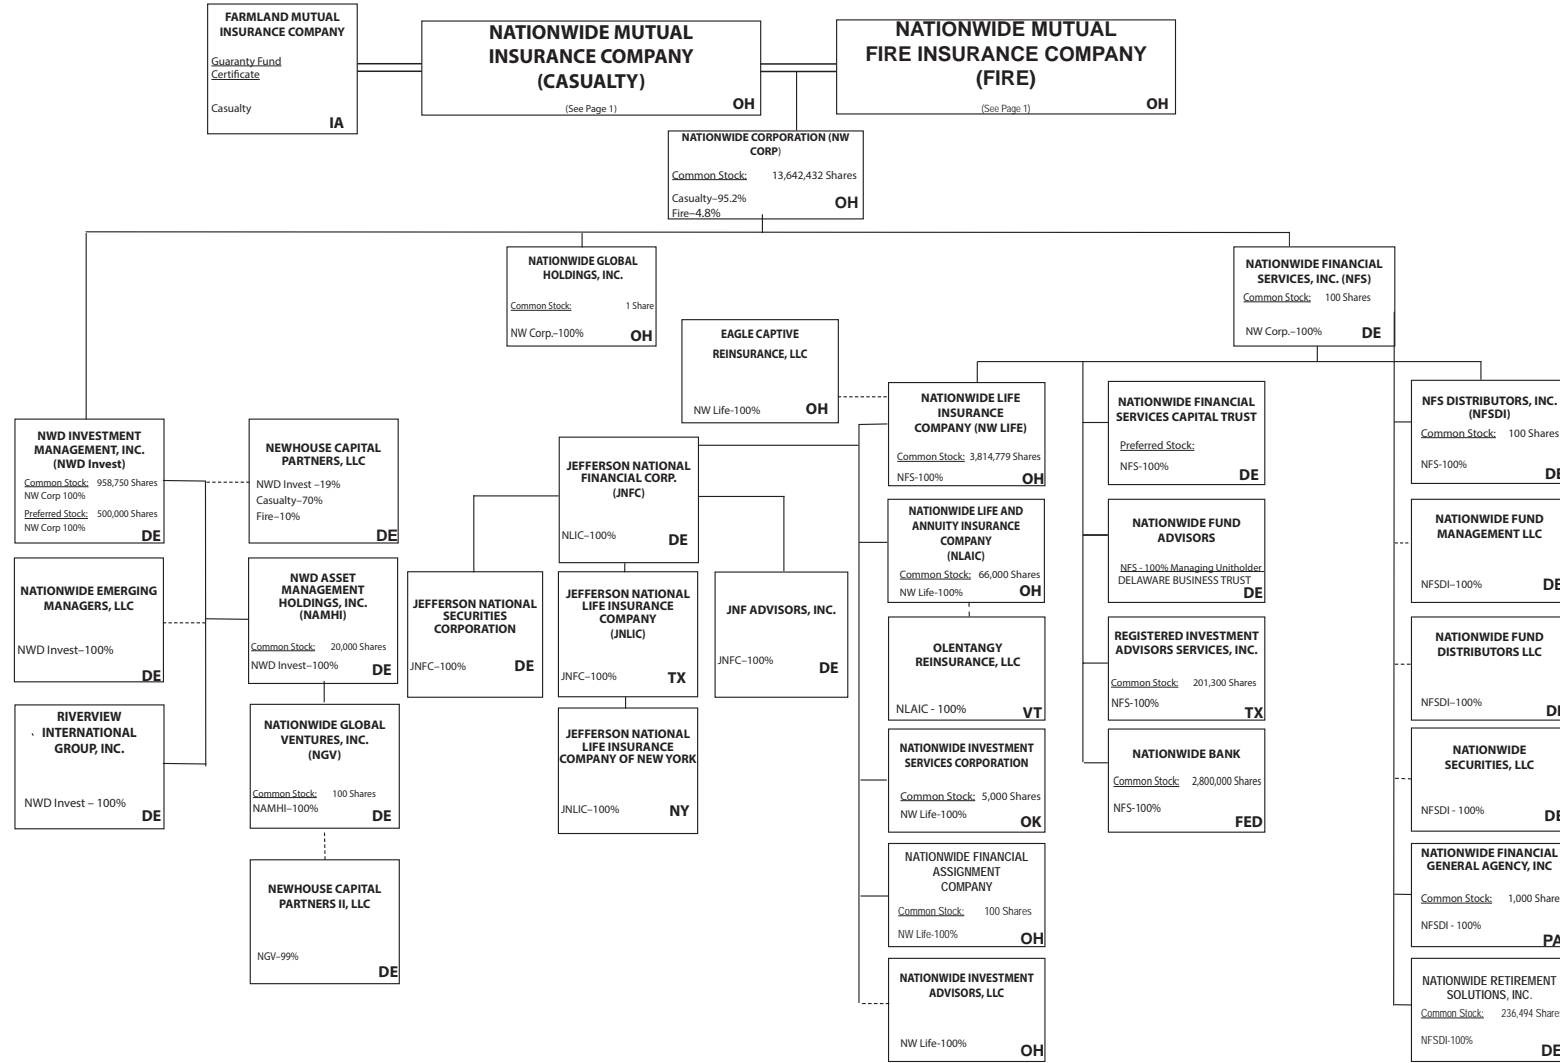 FARMLAND MUTUAL
INSURANCE COMPANY
Guaranty Fund
Certificate
Casualty
IA
NATIONWIDE MUTUAL
INSURANCE COMPANY
(CASUALTY)
(See Page 1)
OH
NATIONWIDE MUTUAL
FIRE INSURANCE COMPANY
(FIRE)
(See Page 1)
OH
NATIONWIDE CORPORATION (NW
CORP)
Common Stock: 13,642,432 Shares
Casualty–95.2%
Fire–4.8%
OH
NATIONWIDE GLOBAL
HOLDINGS, INC.
Common Stock: 1 Share
NW Corp.–100%
OH
NATIONWIDE FINANCIAL
SERVICES, INC. (NFS)
Common Stock: 100 Shares
NW Corp.–100%
DE
EAGLE CAPTIVE
REINSURANCE, LLC
NW Life-100%
OH
NWD INVESTMENT
MANAGEMENT, INC.
(NWD Invest)
Common Stock: 958,750 Shares
NW Corp 100%
Preferred Stock: 500,000 Shares
NW Corp 100%
DE
NEWHOUSE CAPITAL
PARTNERS, LLC
NWD Invest –19%
Casualty–70%
Fire–10%
DE
NATIONWIDE EMERGING
MANAGERS, LLC
NWD Invest–100%
DE
NWD ASSET
MANAGEMENT
HOLDINGS, INC.
(NAMHI)
Common Stock: 20,000 Shares
NWD Invest–100%
DE
RIVERVIEW
INTERNATIONAL
GROUP, INC.
NWD Invest – 100%
DE
NATIONWIDE GLOBAL
VENTURES, INC.
(NGV)
Common Stock: 100 Shares
NAMHI–100%
DE
NEWHOUSE CAPITAL
PARTNERS II, LLC
NGV–99%
DE
JEFFERSON NATIONAL
FINANCIAL CORP.
(JNFC)
NLIC–100%
DE
JEFFERSON NATIONAL
SECURITIES
CORPORATION
JNFC–100%
DE
JEFFERSON NATIONAL
LIFE INSURANCE
COMPANY
(JNLIC)
JNFC–100%
TX
JNF ADVISORS, INC.
JNFC–100%
DE
JEFFERSON NATIONAL
LIFE INSURANCE
COMPANY OF NEW YORK
JNLIC–100%
NY
NATIONWIDE LIFE
INSURANCE
COMPANY (NW LIFE)
Common Stock: 3,814,779 Shares
NFS-100%
OH
NATIONWIDE LIFE AND
ANNUITY INSURANCE
COMPANY
(NLAIC)
Common Stock: 66,000 Shares
NW Life-100%
OH
OLENTANGY
REINSURANCE, LLC
NLAIC - 100%
VT
NATIONWIDE INVESTMENT
SERVICES CORPORATION
Common Stock: 5,000 Shares
NW Life-100%
OK
NATIONWIDE FINANCIAL
ASSIGNMENT
COMPANY
Common Stock: 100 Shares
NW Life-100%
OH
NATIONWIDE INVESTMENT
ADVISORS, LLC
NW Life-100%
OH
NATIONWIDE FINANCIAL
SERVICES CAPITAL TRUST
Preferred Stock:
NFS-100%
DE
NATIONWIDE FUND
ADVISORS
NFS - 100% Managing Unitholder
DELAWARE BUSINESS TRUST
DE
REGISTERED INVESTMENT
ADVISORS SERVICES, INC.
Common Stock: 201,300 Shares
NFS-100%
TX
NATIONWIDE BANK
Common Stock: 2,800,000 Shares
NFS-100%
FED
NFS DISTRIBUTORS, INC.
(NFSDI)
Common Stock: 100 Shares
NFS-100%
DE
NATIONWIDE FUND
MANAGEMENT LLC
NFSDI–100%
DE
NATIONWIDE FUND
DISTRIBUTORS LLC
NFSDI–100%
DE
NATIONWIDE
SECURITIES, LLC
NFSDI - 100%
DE
NATIONWIDE FINANCIAL
GENERAL AGENCY, INC
Common Stock: 1,000 Share
NFSDI - 100%
PA
NATIONWIDE RETIREMENT
SOLUTIONS, INC.
Common Stock: 236,494 Shares
NFSDI-100%
DE